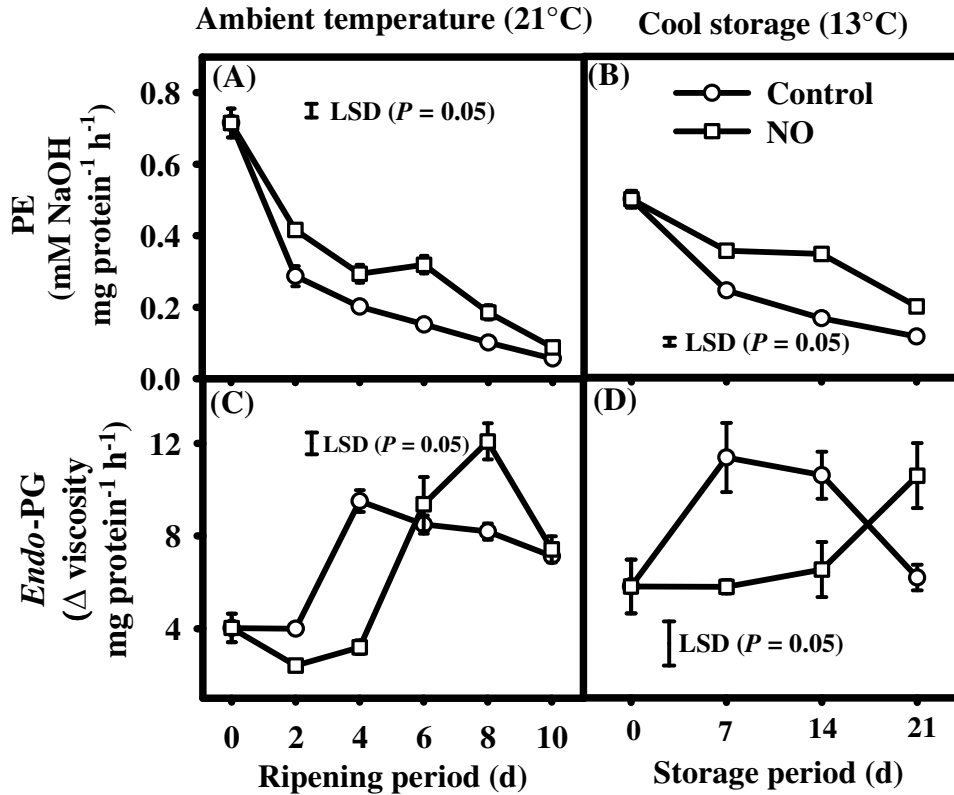 Ambient temperature (21°C)
Cool storage (13°C)
(A)
LSD (P = 0.05)
0.8
0.6
0.4
0.2
0.0
PE
(mM NaOH
mg protein⁻¹ h⁻¹)
(B)
Control
NO
LSD (P = 0.05)
(C)
LSD (P = 0.05)
12
8
4
Endo-PG
(Δ viscosity
mg protein⁻¹ h⁻¹)
(D)
LSD (P = 0.05)
0 2 4 6 8 10
Ripening period (d)
0 7 14 21
Storage period (d)